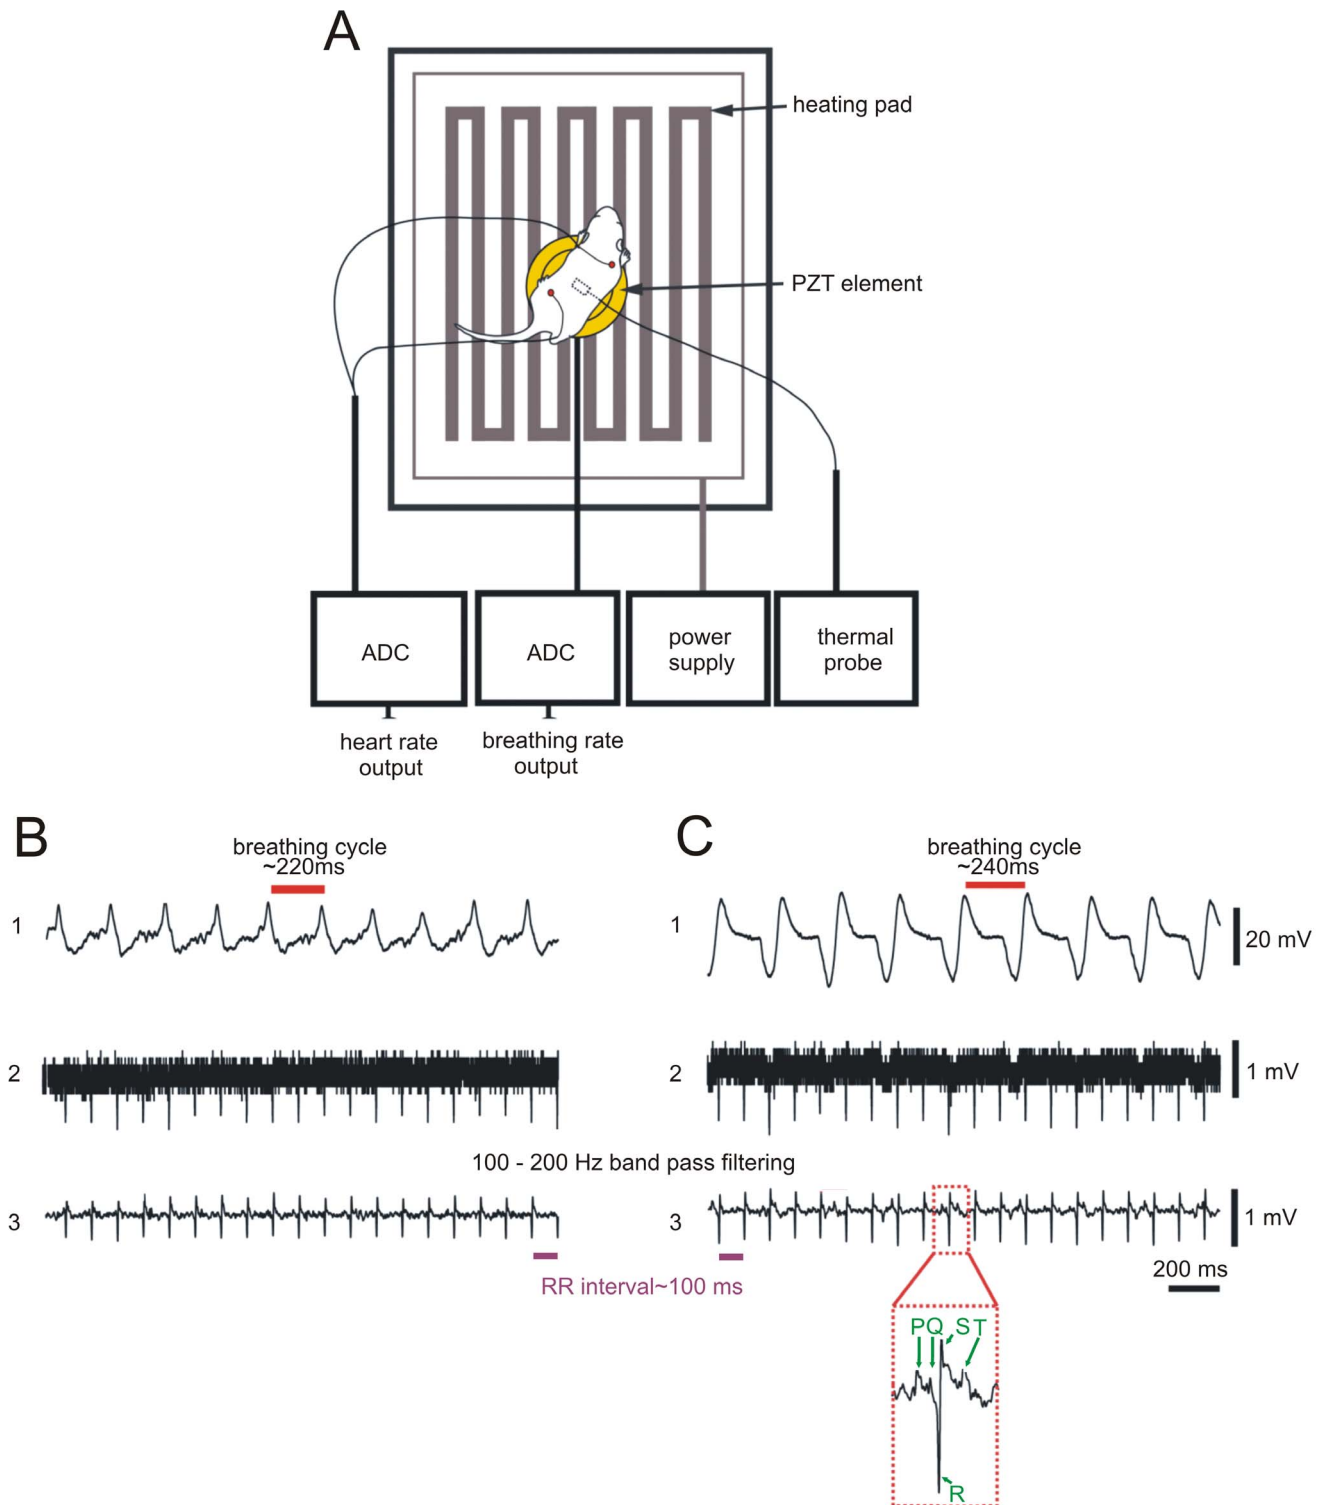 A
heating pad
PZT element
ADC
ADC
power
supply
thermal
probe
heart rate
output
breathing rate
output
B
breathing cycle
~220ms
C
breathing cycle
~240ms
1
1
20 mV
2
2
1 mV
100 - 200 Hz band pass filtering
3
3
1 mV
RR interval~100 ms
200 ms
P Q S T
R